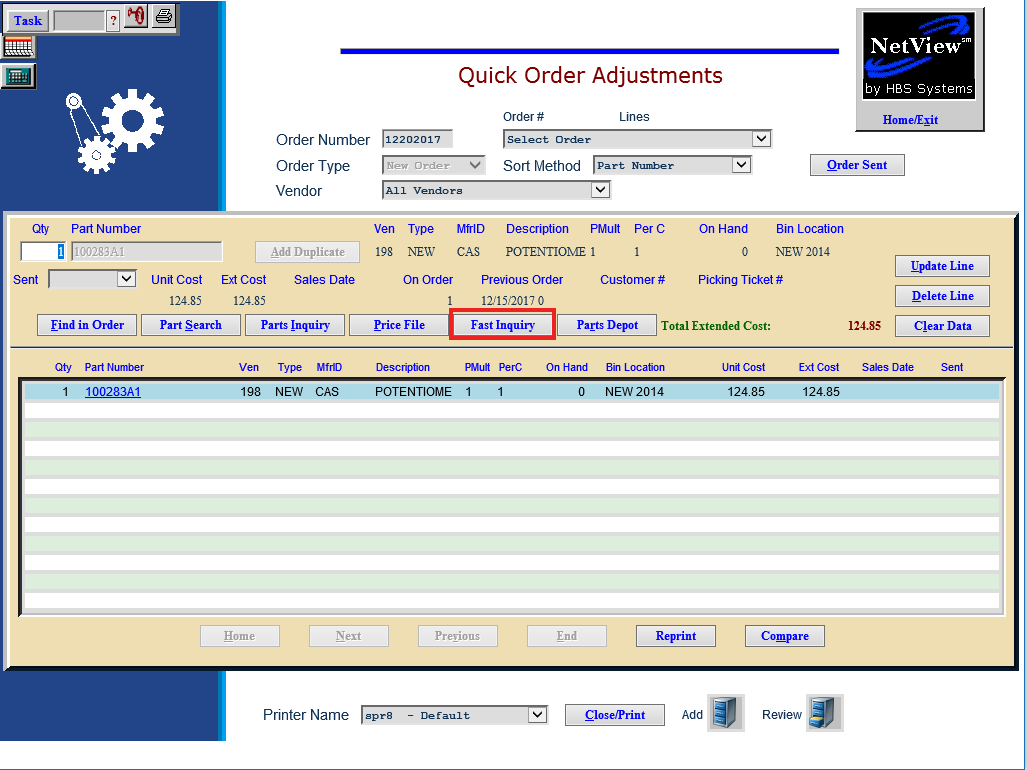 Task ?
NetView℠
by HBS Systems
Home/Exit
Quick Order Adjustments
Order # Lines
Order Number 12202017 Select Order
Order Type New Order Sort Method Part Number Order Sent
Vendor All Vendors
Qty Part Number Ven Type MfrID Description PMult Per C On Hand Bin Location
1 100283A1 Add Duplicate 198 NEW CAS POTENTIOME 1 1 0 NEW 2014
Update Line
Sent Unit Cost Ext Cost Sales Date On Order Previous Order Customer # Picking Ticket #
Delete Line
124.85 124.85 1 12/15/2017 0
Find in Order Part Search Parts Inquiry Price File Fast Inquiry Parts Depot Total Extended Cost: 124.85 Clear Data
Qty Part Number Ven Type MfrID Description PMult PerC On Hand Bin Location Unit Cost Ext Cost Sales Date Sent
1 100283A1 198 NEW CAS POTENTIOME 1 1 0 NEW 2014 124.85 124.85
Home Next Previous End Reprint Compare
Printer Name spr8 - Default Close/Print Add Review